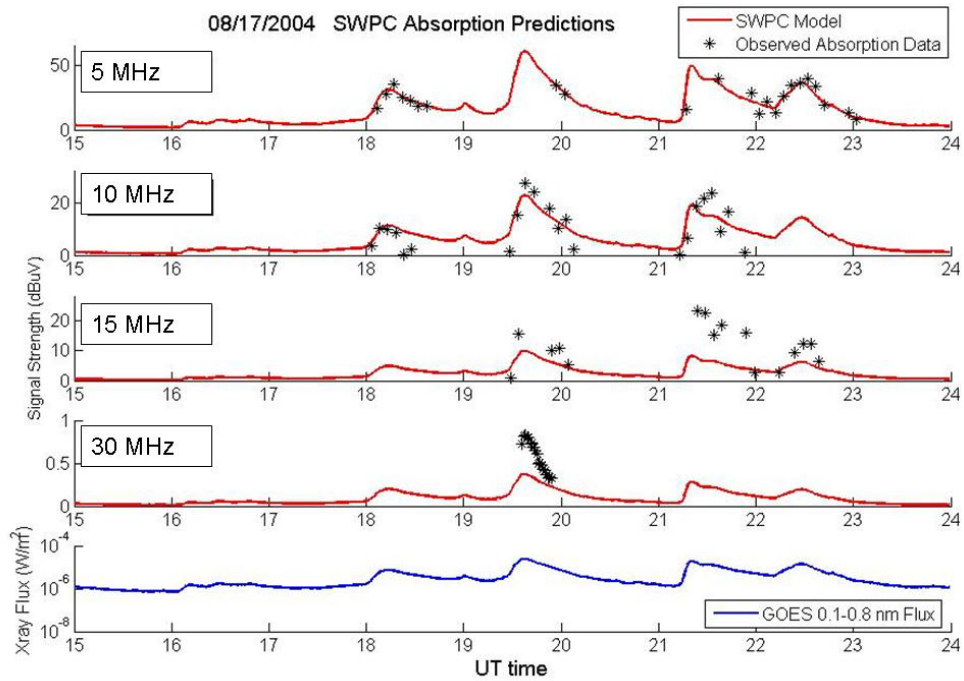 08/17/2004 SWPC Absorption Predictions
SWPC Model
Observed Absorption Data
5 MHz
50
0
15 16 17 18 19 20 21 22 23 24
10 MHz
20
0
15 16 17 18 19 20 21 22 23 24
Signal Strength (dBuV)
15 MHz
20
10
0
15 16 17 18 19 20 21 22 23 24
30 MHz
1
0.5
0
15 16 17 18 19 20 21 22 23 24
Xray Flux (W/m²)
10⁻⁴
10⁻⁶
10⁻⁸
GOES 0.1-0.8 nm Flux
15 16 17 18 19 20 21 22 23 24
UT time